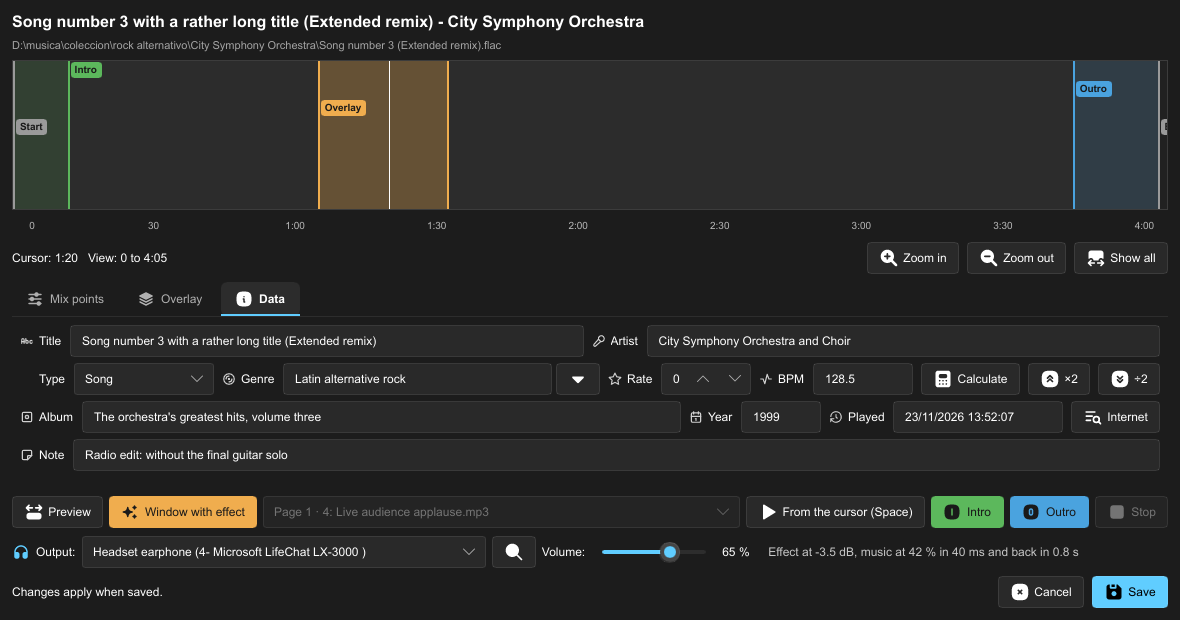 Song number 3 with a rather long title (Extended remix) - City Symphony Orchestra
D:\musica\coleccion\rock alternativo\City Symphony Orchestra\Song number 3 (Extended remix).flac
Intro
Outro
Overlay
Start
0 30 1:00 1:30 2:00 2:30 3:00 3:30 4:00
Cursor: 1:20 View: 0 to 4:05 Zoom in Zoom out Show all
Mix points Overlay Data
Abc Title Song number 3 with a rather long title (Extended remix) Artist City Symphony Orchestra and Choir
Type Song Genre Latin alternative rock Rate 0 BPM 128.5 Calculate ×2 ÷2
Album The orchestra's greatest hits, volume three Year 1999 Played 23/11/2026 13:52:07 Internet
Note Radio edit: without the final guitar solo
Preview Window with effect Page 1 · 4: Live audience applause.mp3 From the cursor (Space) I Intro O Outro Stop
Output: Headset earphone (4- Microsoft LifeChat LX-3000 ) Volume: 65 % Effect at -3.5 dB, music at 42 % in 40 ms and back in 0.8 s
Changes apply when saved. Cancel Save